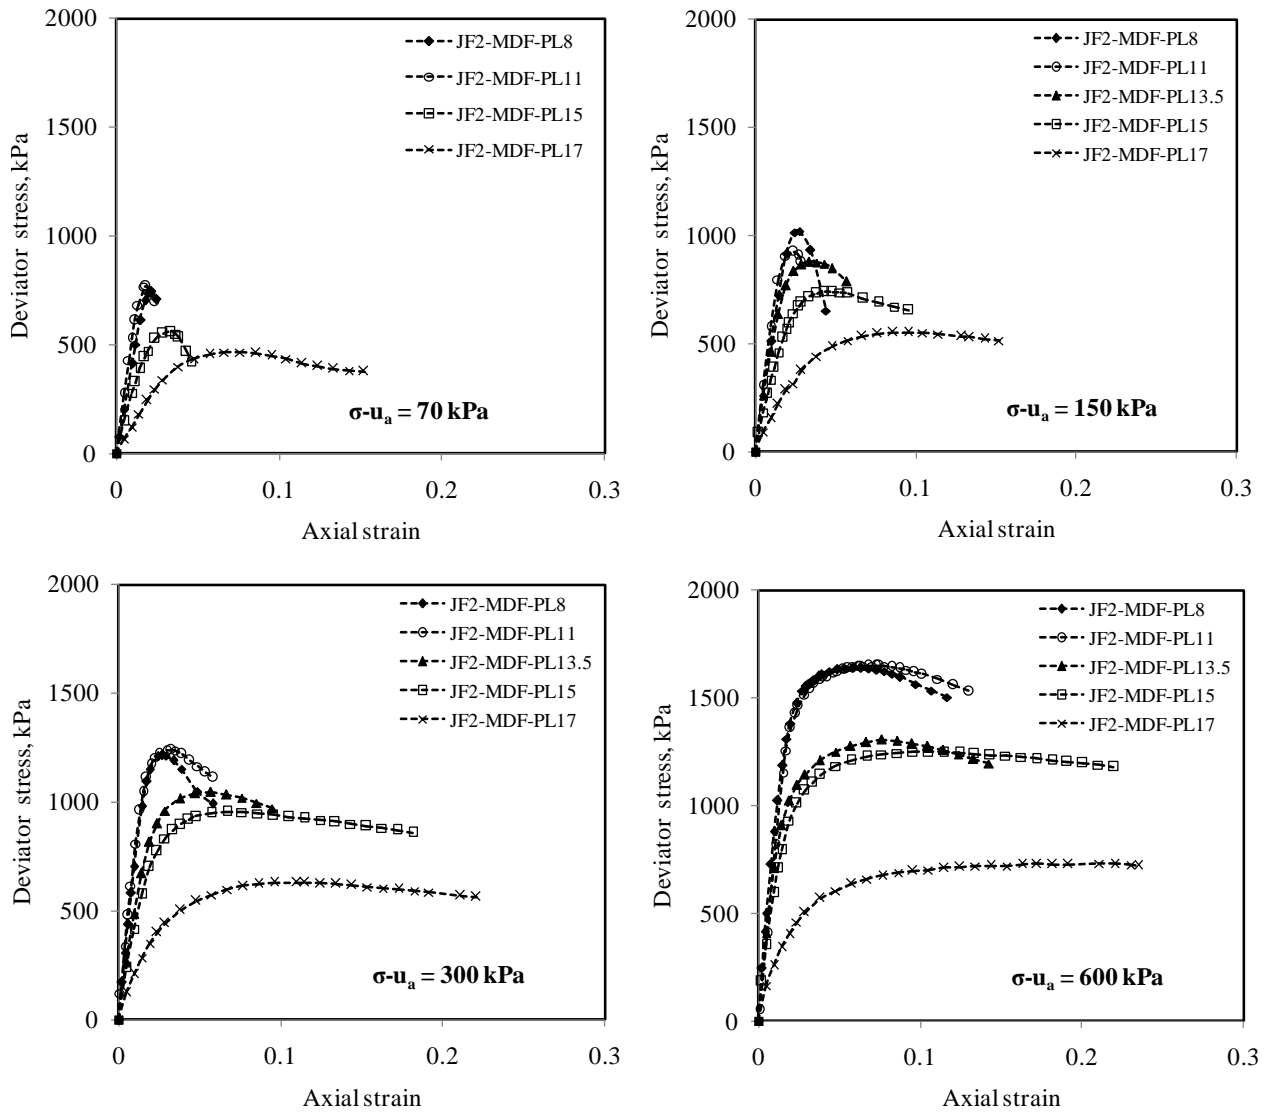 2000
1500
1000
500
0
Deviator stress, kPa
JF2-MDF-PL8
JF2-MDF-PL11
JF2-MDF-PL15
JF2-MDF-PL17
σ-uₐ = 70 kPa
0 0.1 0.2 0.3
Axial strain
2000
1500
1000
500
0
Deviator stress, kPa
JF2-MDF-PL8
JF2-MDF-PL11
JF2-MDF-PL13.5
JF2-MDF-PL15
JF2-MDF-PL17
σ-uₐ = 150 kPa
0 0.1 0.2 0.3
Axial strain
2000
1500
1000
500
0
Deviator stress, kPa
JF2-MDF-PL8
JF2-MDF-PL11
JF2-MDF-PL13.5
JF2-MDF-PL15
JF2-MDF-PL17
σ-uₐ = 300 kPa
0 0.1 0.2 0.3
Axial strain
2000
1500
1000
500
0
Deviator stress, kPa
JF2-MDF-PL8
JF2-MDF-PL11
JF2-MDF-PL13.5
JF2-MDF-PL15
JF2-MDF-PL17
σ-uₐ = 600 kPa
0 0.1 0.2 0.3
Axial strain